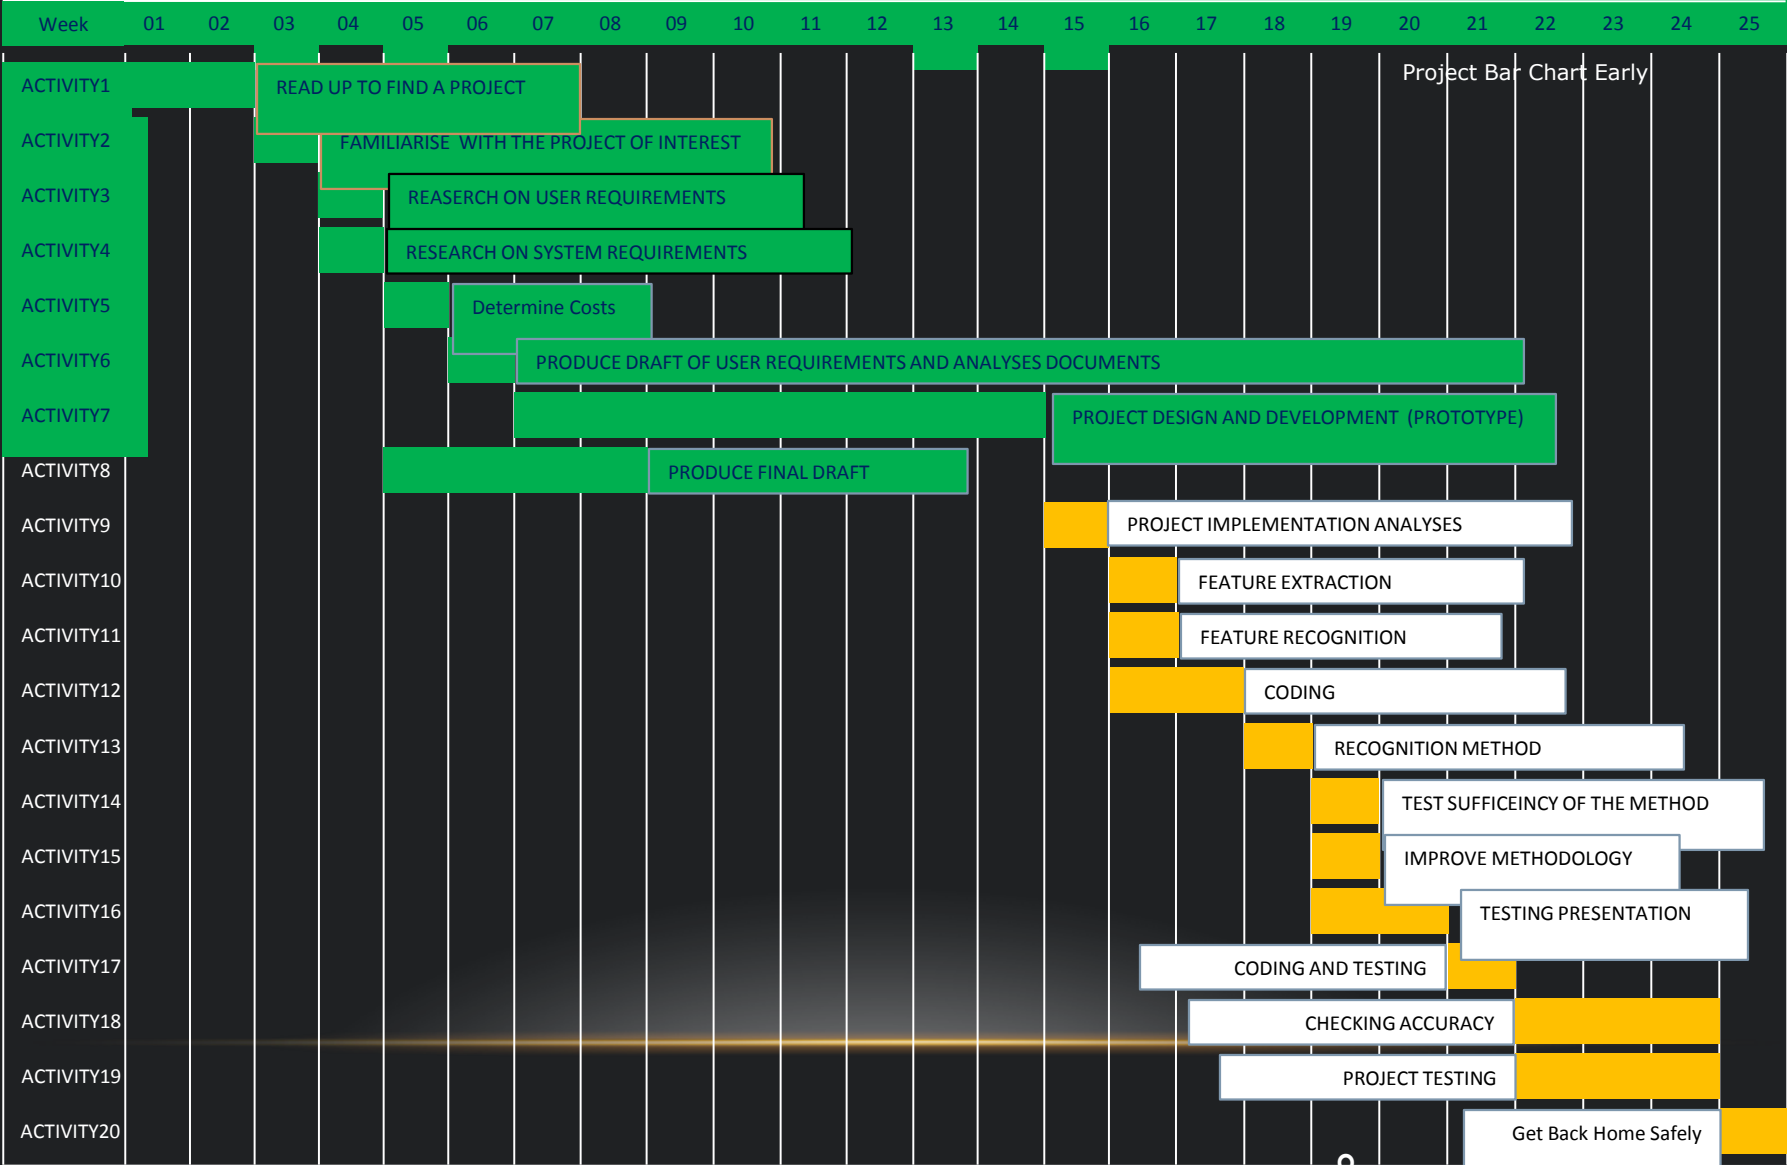 Week 01 02 03 04 05 06 07 08 09 10 11 12 13 14 15 16 17 18 19 20 21 22 23 24 25
Project Bar Chart Early
ACTIVITY1 READ UP TO FIND A PROJECT
ACTIVITY2 FAMILIARISE WITH THE PROJECT OF INTEREST
ACTIVITY3 REASERCH ON USER REQUIREMENTS
ACTIVITY4 RESEARCH ON SYSTEM REQUIREMENTS
ACTIVITY5 Determine Costs
ACTIVITY6 PRODUCE DRAFT OF USER REQUIREMENTS AND ANALYSES DOCUMENTS
ACTIVITY7 PROJECT DESIGN AND DEVELOPMENT (PROTOTYPE)
ACTIVITY8 PRODUCE FINAL DRAFT
ACTIVITY9 PROJECT IMPLEMENTATION ANALYSES
ACTIVITY10 FEATURE EXTRACTION
ACTIVITY11 FEATURE RECOGNITION
ACTIVITY12 CODING
ACTIVITY13 RECOGNITION METHOD
ACTIVITY14 TEST SUFFICEINCY OF THE METHOD
ACTIVITY15 IMPROVE METHODOLOGY
ACTIVITY16 TESTING PRESENTATION
ACTIVITY17 CODING AND TESTING
ACTIVITY18 CHECKING ACCURACY
ACTIVITY19 PROJECT TESTING
ACTIVITY20 Get Back Home Safely